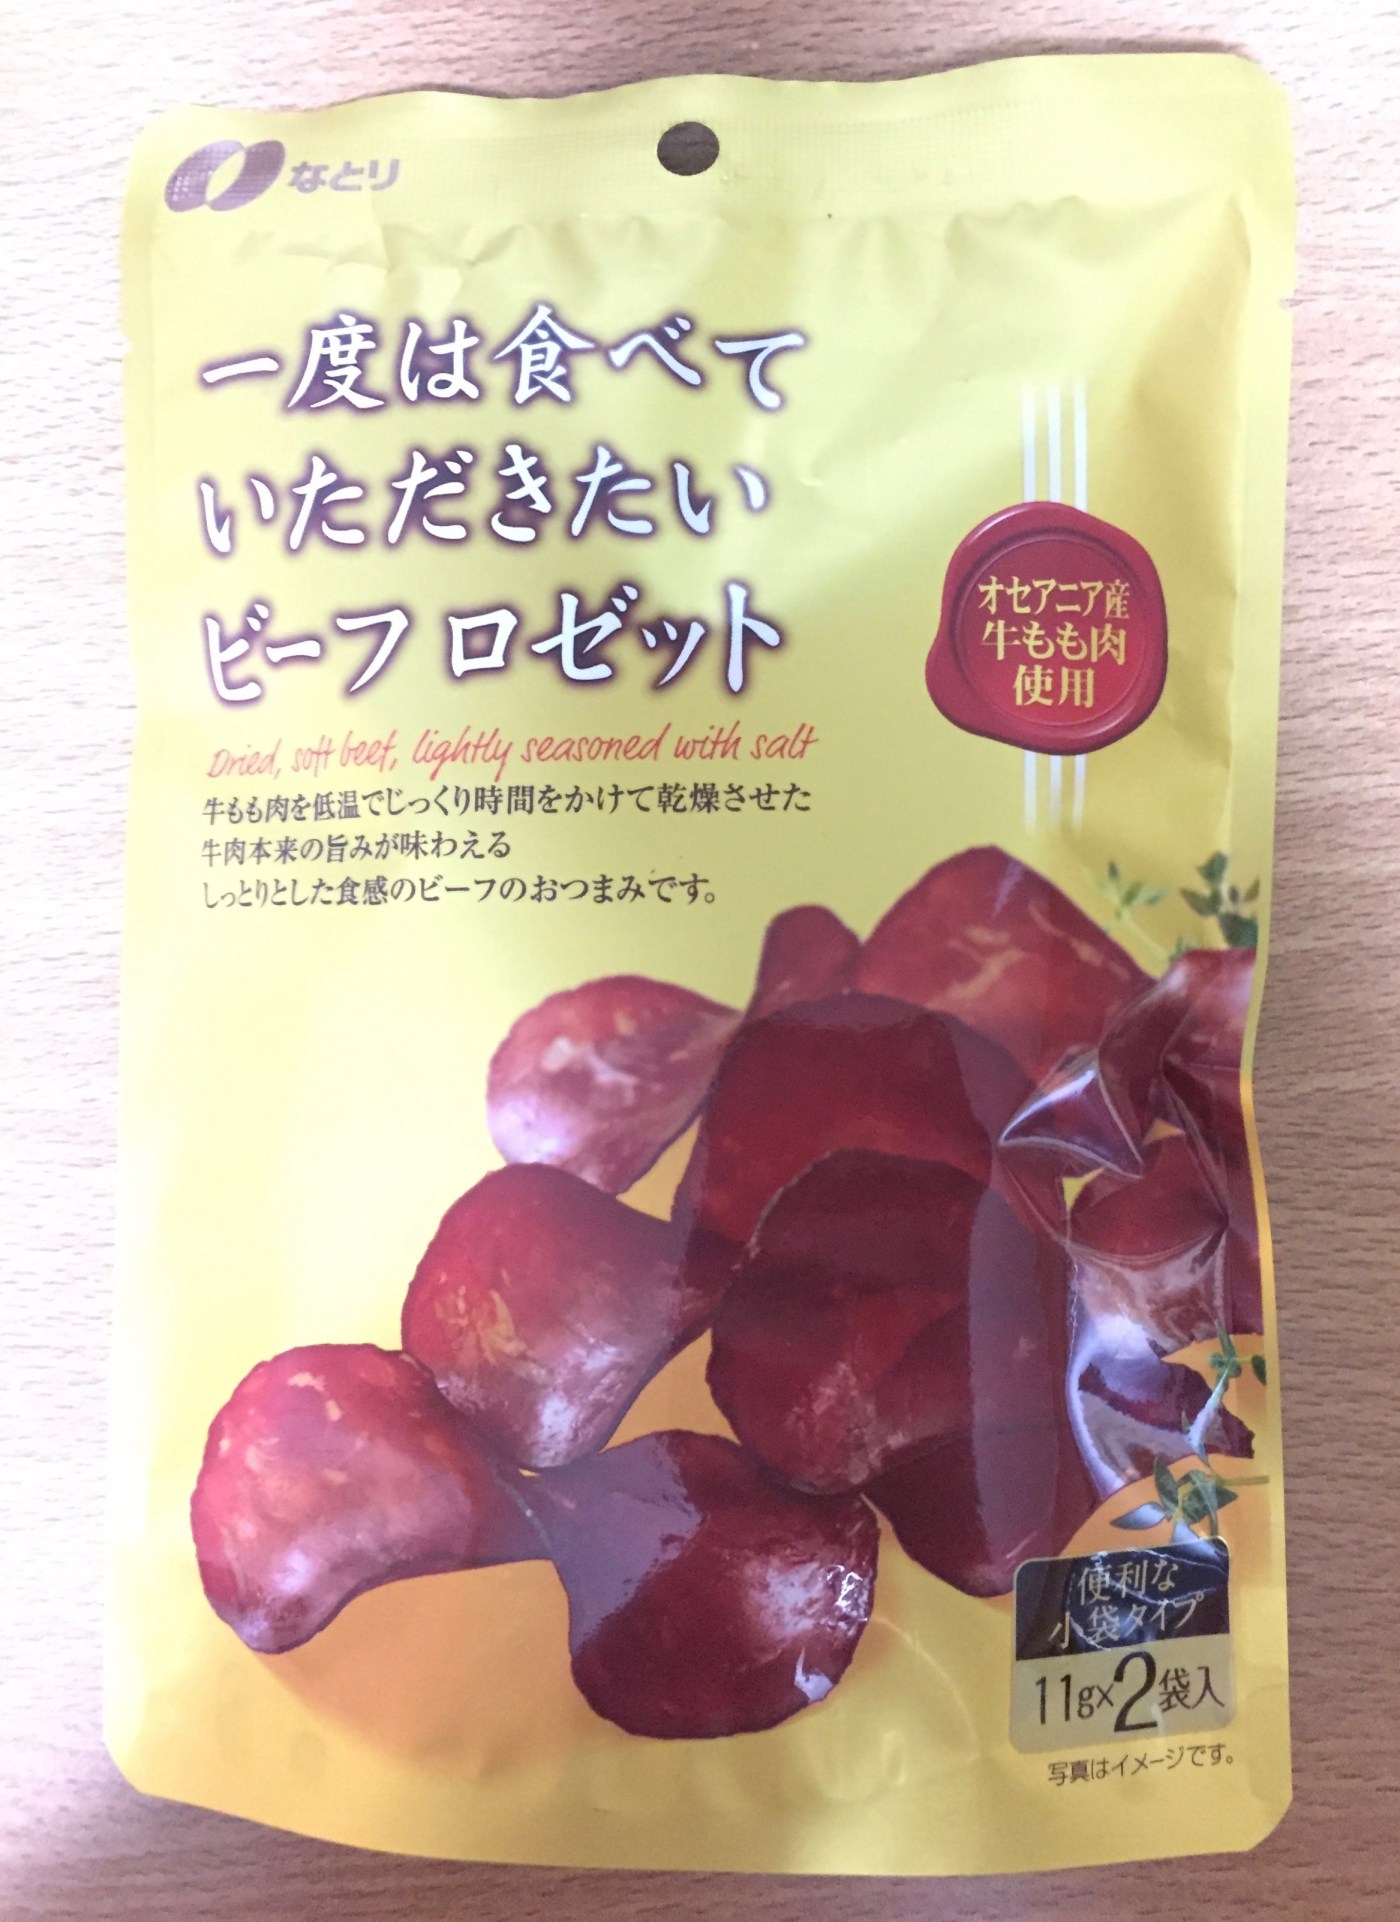 なとり
一度は食べて
いただきたい
ビーフ ロゼット
Dried, soft beef, lightly seasoned with salt
牛もも肉を低温でじっくり時間をかけて乾燥させた
牛肉本来の旨みが味わえる
しっとりとした食感のビーフのおつまみです。
オセアニア産
牛もも肉
使用
便利な
小袋タイプ
11g×2袋入
写真はイメージです。